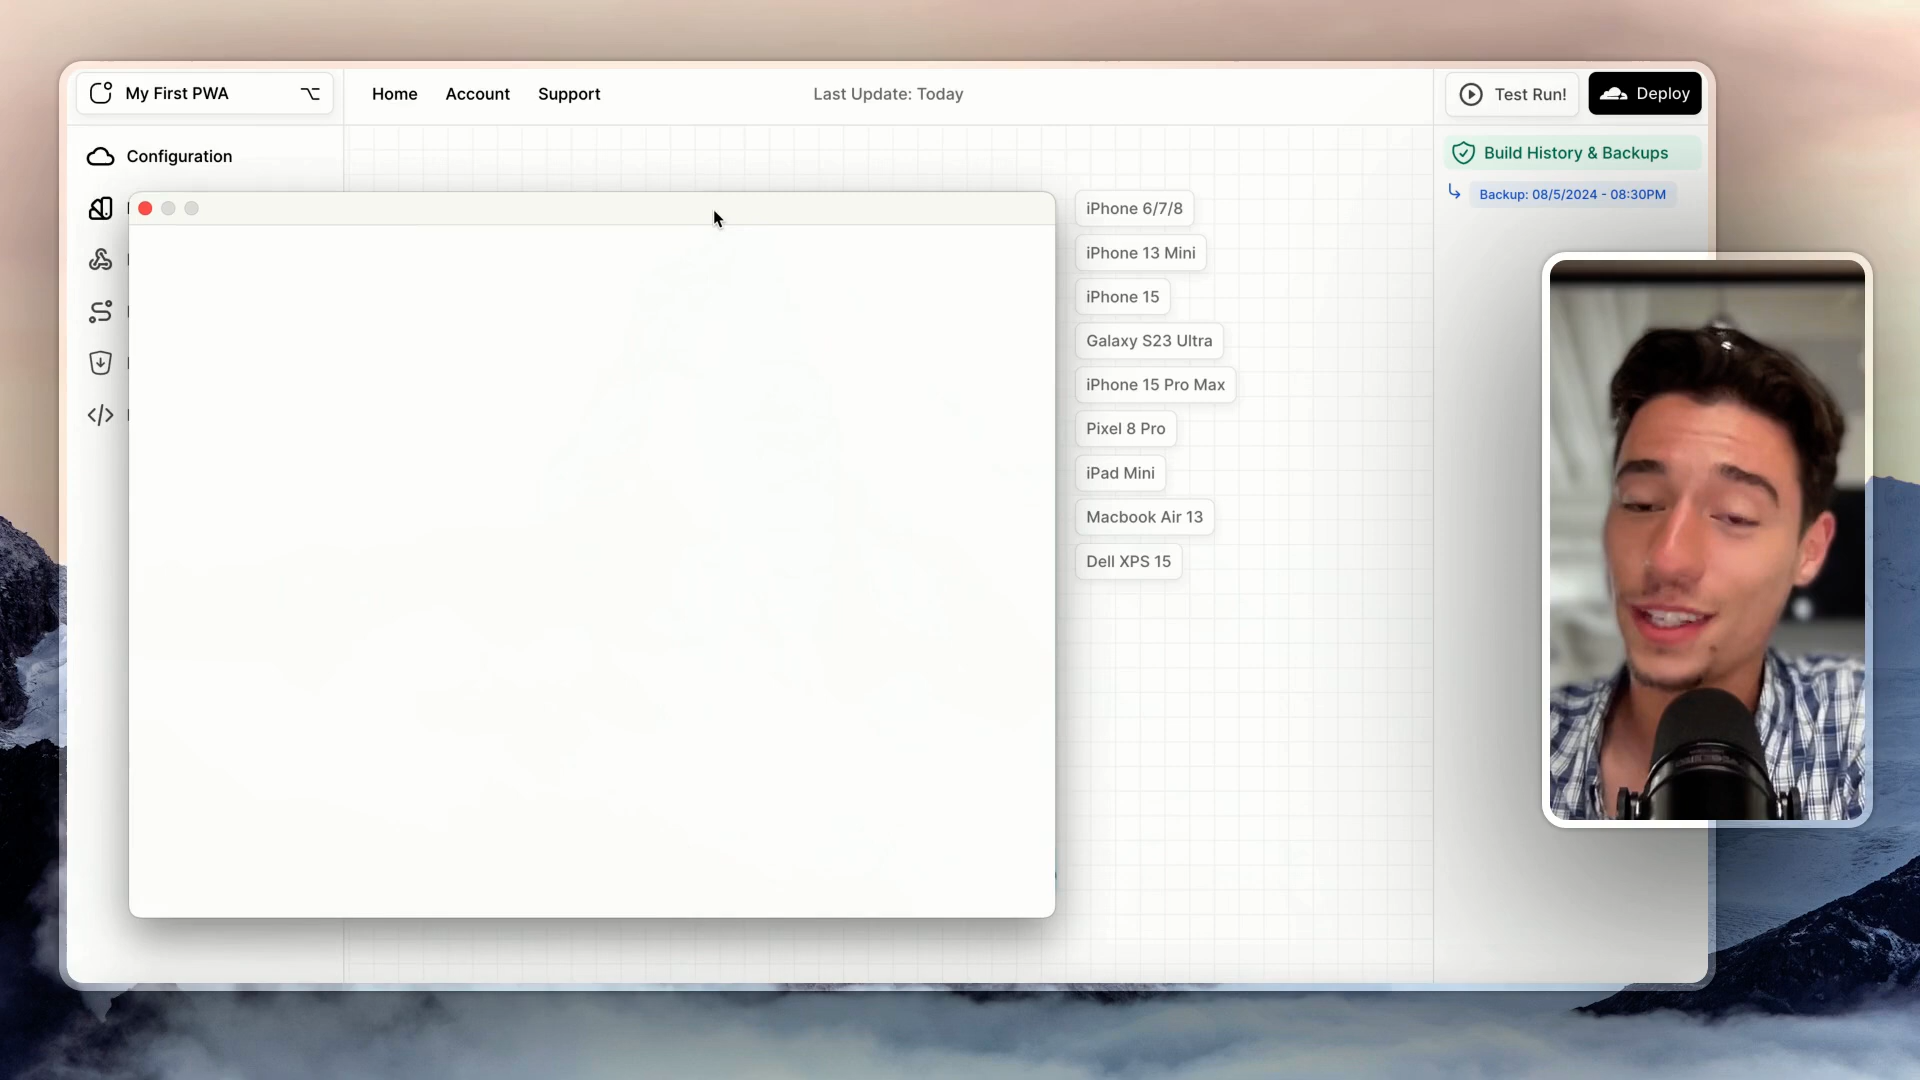 My First PWA
Home
Account
Support
Last Update: Today
Test Run!
Deploy
Configuration
Build History & Backups
Backup: 08/5/2024 - 08:30PM
iPhone 6/7/8
iPhone 13 Mini
iPhone 15
Galaxy S23 Ultra
iPhone 15 Pro Max
Pixel 8 Pro
iPad Mini
Macbook Air 13
Dell XPS 15